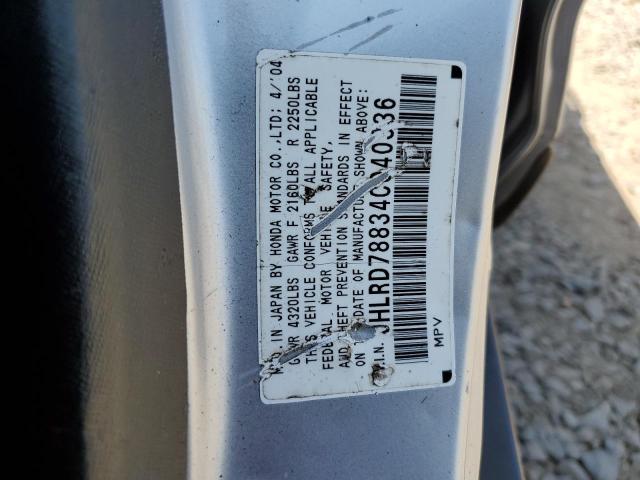 MFD. IN JAPAN BY HONDA MOTOR CO.,LTD: 4/'04
GVWR 4320LBS GAWR F 2160LBS R 2250LBS
THIS VEHICLE CONFORMS TO ALL APPLICABLE
FEDERAL MOTOR VEHICLE SAFETY,
AND THEFT PREVENTION STANDARDS IN EFFECT
ON DATE OF MANUFACTURE SHOWN ABOVE:
V.I.N.
MPV